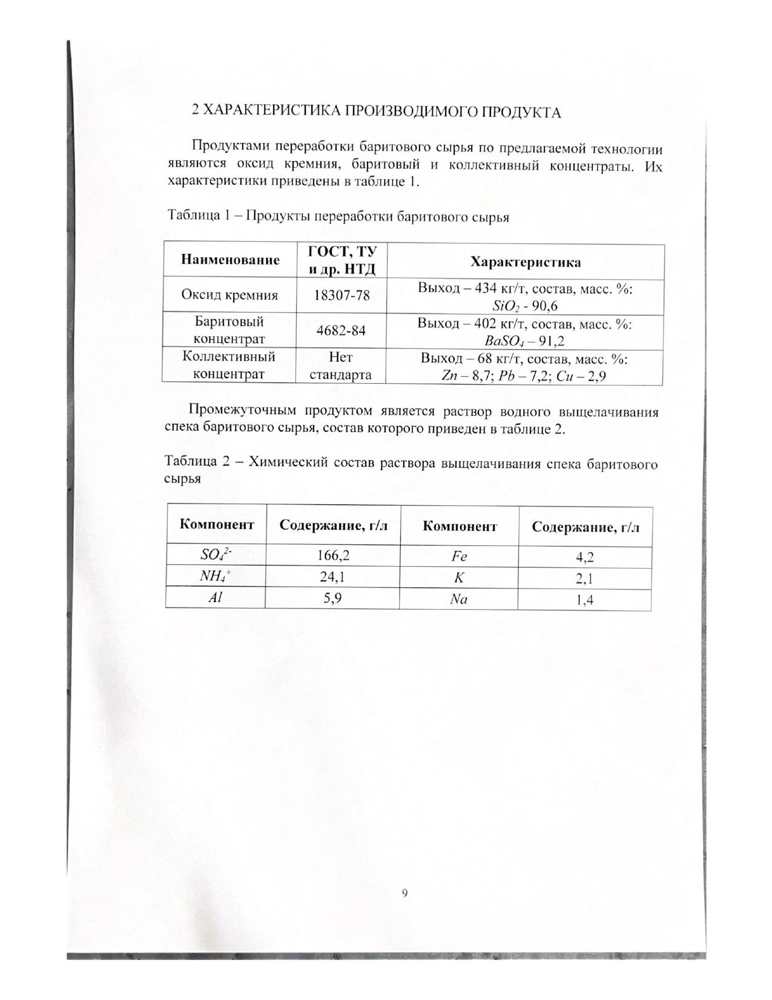 2 ХАРАКТЕРИСТИКА ПРОИЗВОДИМОГО ПРОДУКТА
Продуктами переработки баритового сырья по предлагаемой технологии
являются оксид кремния, баритовый и коллективный концентраты. Их
характеристики приведены в таблице 1.
Таблица 1 – Продукты переработки баритового сырья
Наименование ГОСТ, ТУ и др. НТД Характеристика
Оксид кремния 18307-78 Выход – 434 кг/т, состав, масс. %:
SiO₂ - 90,6
Баритовый концентрат 4682-84 Выход – 402 кг/т, состав, масс. %:
BaSO₄ – 91,2
Коллективный концентрат Нет стандарта Выход – 68 кг/т, состав, масс. %:
Zn – 8,7; Pb – 7,2; Cu – 2,9
Промежуточным продуктом является раствор водного выщелачивания
спека баритового сырья, состав которого приведен в таблице 2.
Таблица 2 – Химический состав раствора выщелачивания спека баритового
сырья
Компонент Содержание, г/л Компонент Содержание, г/л
SO₄²⁻ 166,2 Fe 4,2
NH₄⁺ 24,1 K 2,1
Al 5,9 Na 1,4
9